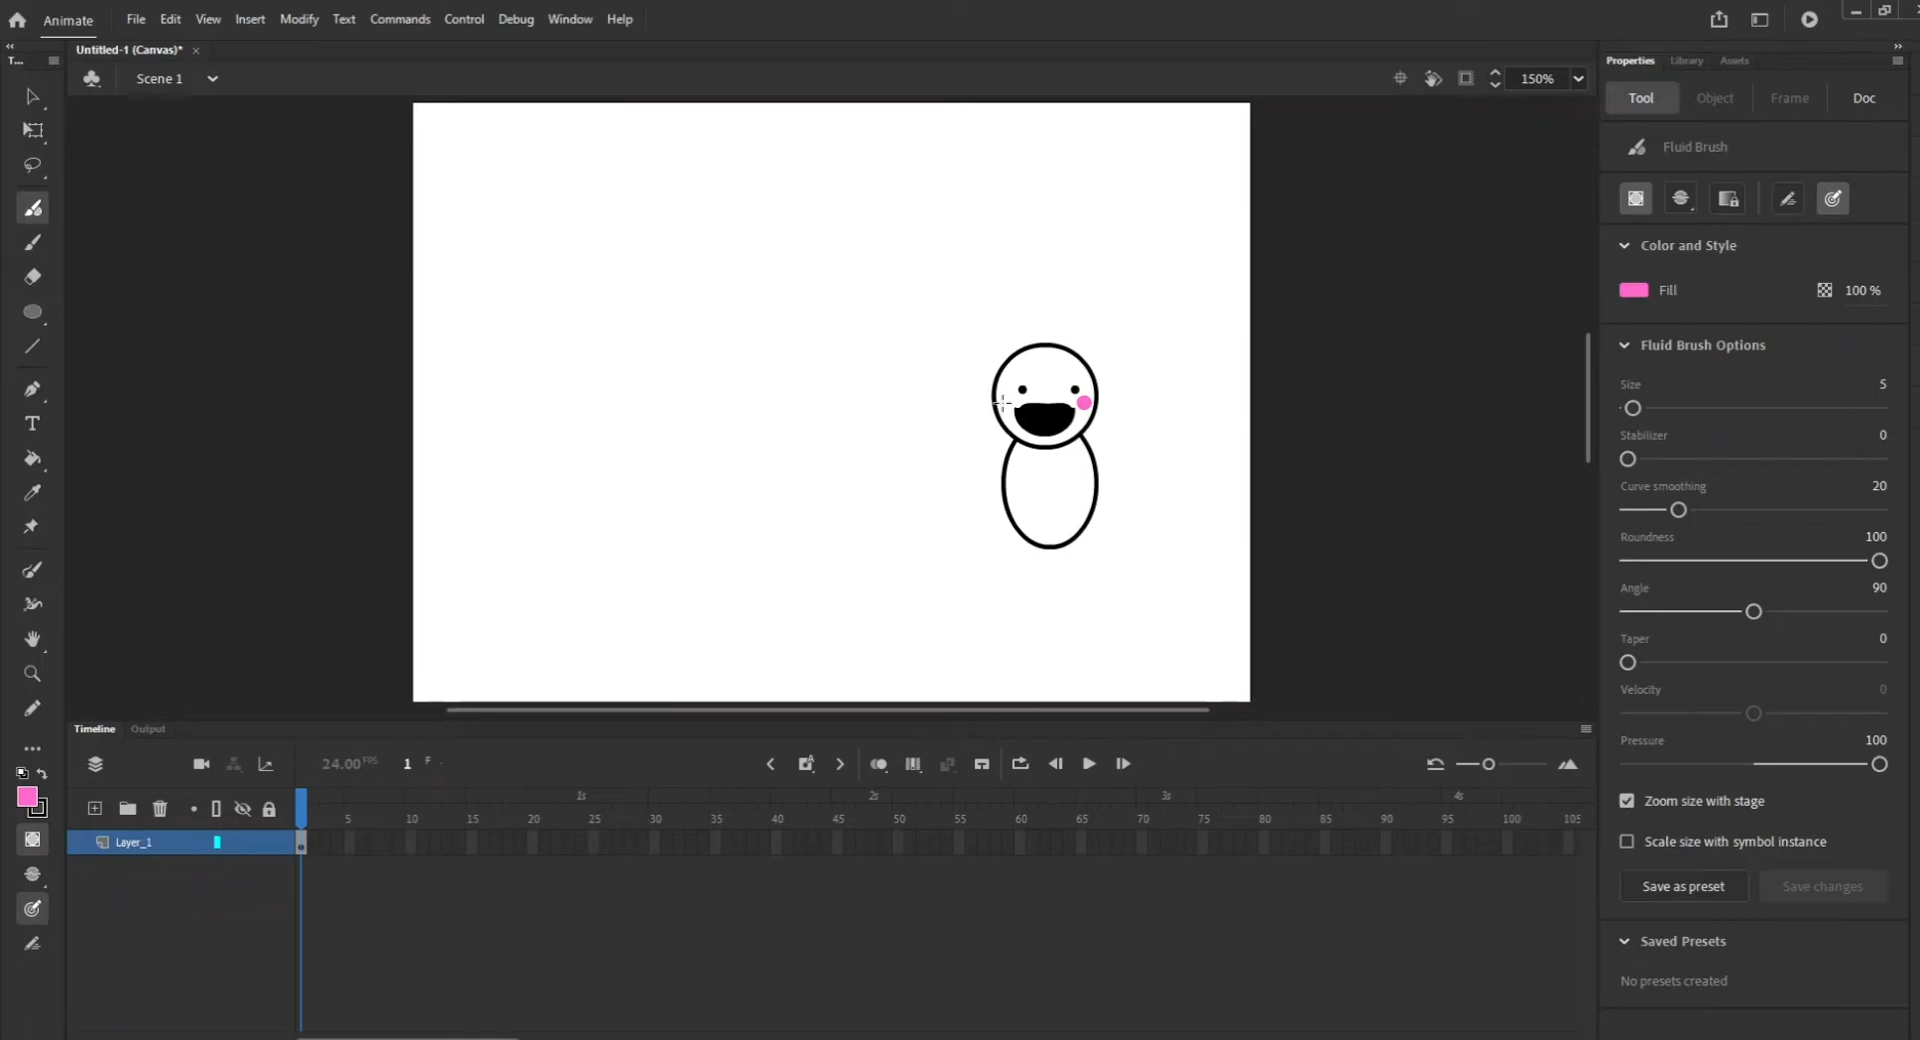 Animate File Edit View Insert Modify Text Commands Control Debug Window Help
Untitled-1 (Canvas)* ×
T...
Scene 1
150%
Properties Library Assets
Tool Object Frame Doc
Fluid Brush
Color and Style
Fill 100 %
Fluid Brush Options
Size 5
Stabilizer 0
Curve smoothing 20
Roundness 100
Angle 90
Taper 0
Velocity 0
Pressure 100
Zoom size with stage
Scale size with symbol instance
Save as preset Save changes
Saved Presets
No presets created
T
Timeline Output
24.00 FPS 1 F
1s 2s 3s 4s
5 10 15 20 25 30 35 40 45 50 55 60 65 70 75 80 85 90 95 100 105
Layer_1